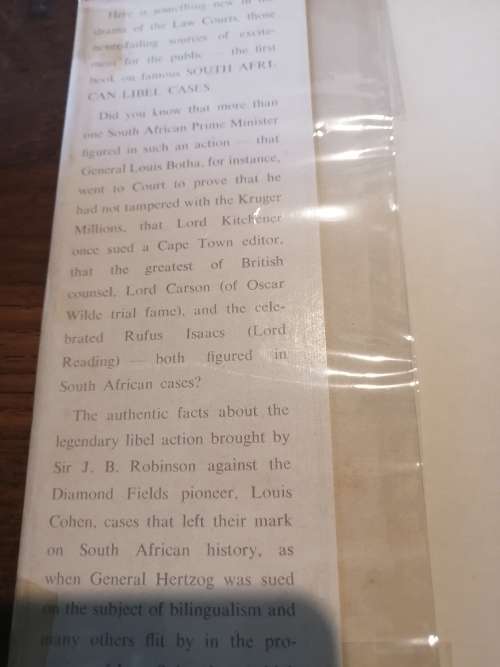 Here is something new in the
drama of the Law Courts, those
never-failing sources of excite-
ment for the public — the first
book on famous SOUTH AFRI-
CAN LIBEL CASES
Did you know that more than
one South African Prime Minister
figured in such an action — that
General Louis Botha, for instance,
went to Court to prove that he
had not tampered with the Kruger
Millions, that Lord Kitchener
once sued a Cape Town editor,
that the greatest of British
counsel, Lord Carson (of Oscar
Wilde trial fame), and the cele-
brated Rufus Isaacs (Lord
Reading) — both figured in
South African cases?
The authentic facts about the
legendary libel action brought by
Sir J. B. Robinson against the
Diamond Fields pioneer, Louis
Cohen, cases that left their mark
on South African history, as
when General Hertzog was sued
on the subject of bilingualism and
many others flit by in the pro-